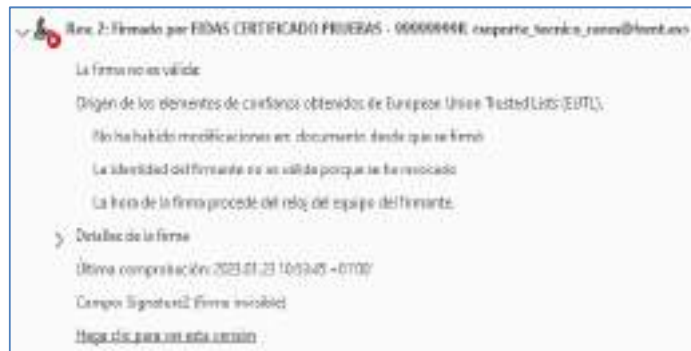 Rev. 2: Firmado por EIDAS CERTIFICADO PRUEBAS - 99999999R
La firma no es válida:
Origen de los elementos de confianza obtenidos de European Union Trusted Lists (EUTL).
No ha habido modificaciones en: documento desde que se firmó
La identidad del firmante no es válida porque se ha revocado
La hora de la firma procede del reloj del equipo del firmante.
Detalles de la firma
Última comprobación: 2023.01.23 10:53:45 +01'00'
Campo: Signature2 (firma invisible)
Haga clic para ver esta versión